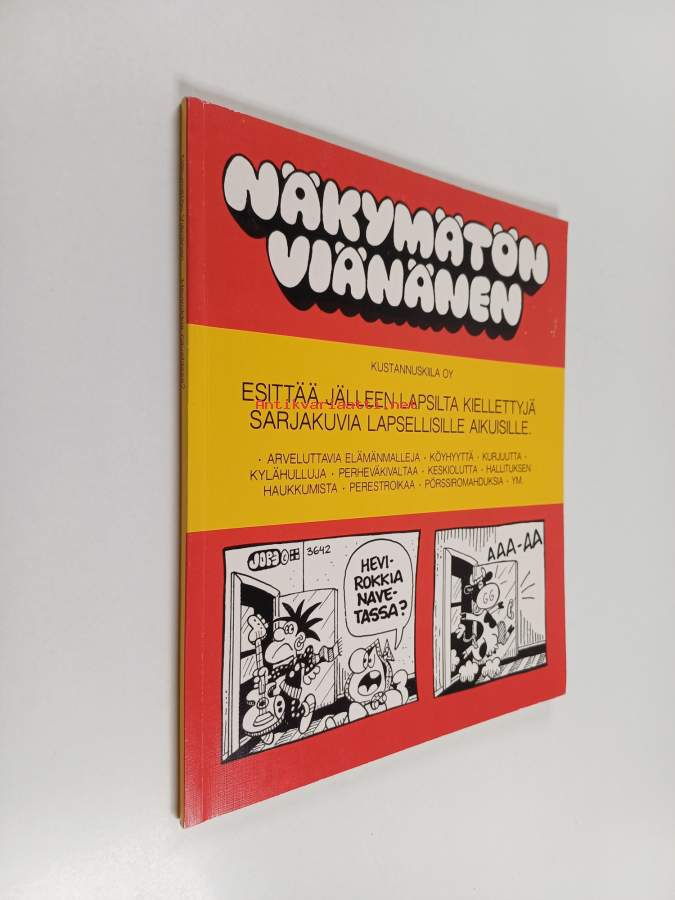 NÄKYMÄTÖN
VIÄNÄNEN
KUSTANNUSKIILA OY
ESITTÄÄ JÄLLEEN LAPSILTA KIELLETTYJÄ
Antikvariaatti.net
SARJAKUVIA LAPSELLISILLE AIKUISILLE.
· ARVELUTTAVIA ELÄMÄNMALLEJA · KÖYHYYTTÄ · KURJUUTTA ·
KYLÄHULLUJA · PERHEVÄKIVALTAA · KESKIOLUTTA · HALLITUKSEN
HAUKKUMISTA · PERESTROIKAA · PÖRSSIROMAHDUKSIA · YM.
JOPE
3642
HEVI-
ROKKIA
NAVE-
TASSA?
AAA-AA